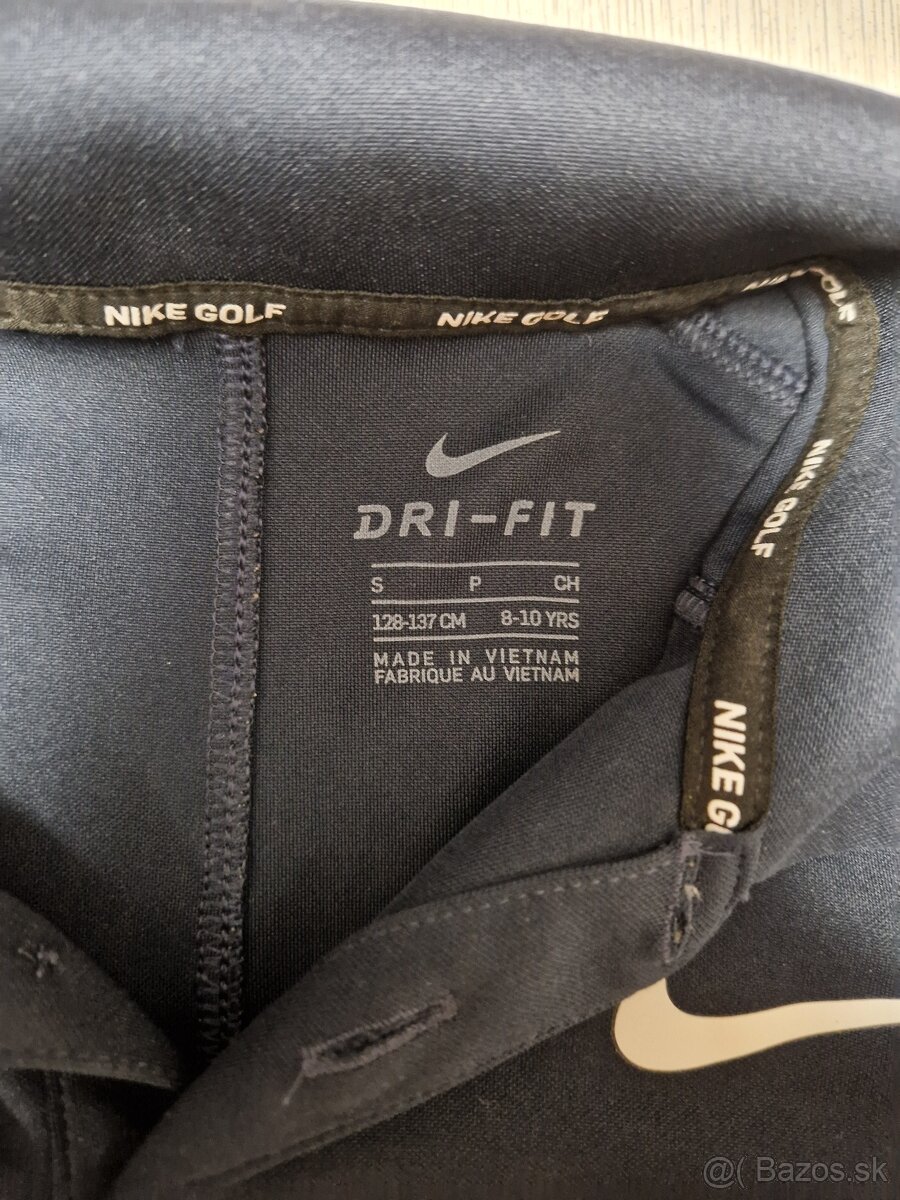 NIKE GOLF
NIKE GOLF
NIKE GOLF
NIKE GOLF
DRI-FIT
S P CH
128-137 CM 8-10 YRS
MADE IN VIETNAM
FABRIQUE AU VIETNAM
NIKE G
@( Bazos.sk